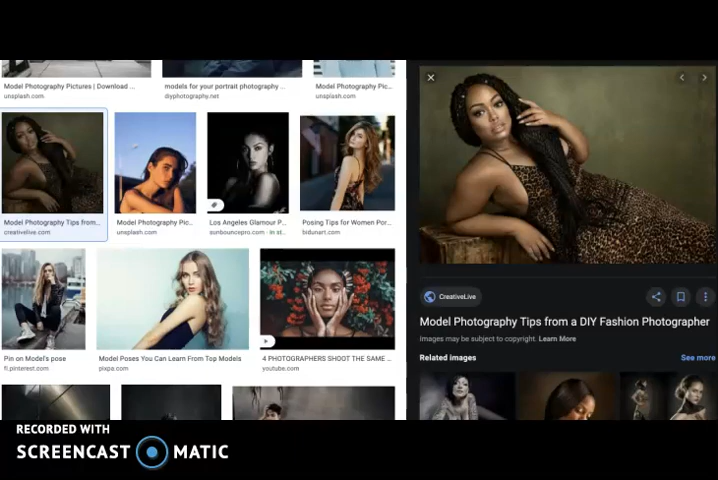 Model Photography Pictures | Download ...
unsplash.com
models for your portrait photography ...
diyphotography.net
Model Photography Pic...
unsplash.com
Model Photography Tips from...
creativelive.com
Model Photography Pic...
unsplash.com
Los Angeles Glamour P...
sunbouncepro.com · In st...
Posing Tips for Women Por...
bidunart.com
Pin on Model's pose
fi.pinterest.com
Model Poses You Can Learn From Top Models
pixpa.com
4 PHOTOGRAPHERS SHOOT THE SAME ...
youtube.com
CreativeLive
Model Photography Tips from a DIY Fashion Photographer
Images may be subject to copyright. Learn More
Related images
See more
RECORDED WITH
SCREENCAST MATIC